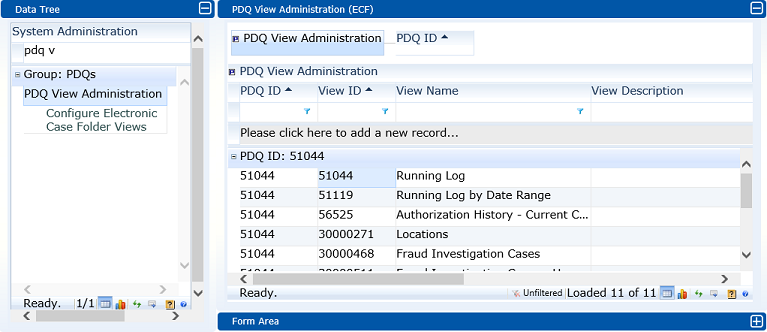 Data Tree
System Administration
pdq v
Group: PDQs
PDQ View Administration
Configure Electronic
Case Folder Views
Ready. 1/1
PDQ View Administration (ECF)
PDQ View Administration PDQ ID
PDQ View Administration
PDQ ID View ID View Name View Description
Please click here to add a new record...
PDQ ID: 51044
51044 51044 Running Log
51044 51119 Running Log by Date Range
51044 56525 Authorization History - Current C...
51044 30000271 Locations
51044 30000468 Fraud Investigation Cases
Ready. Unfiltered Loaded 11 of 11
Form Area